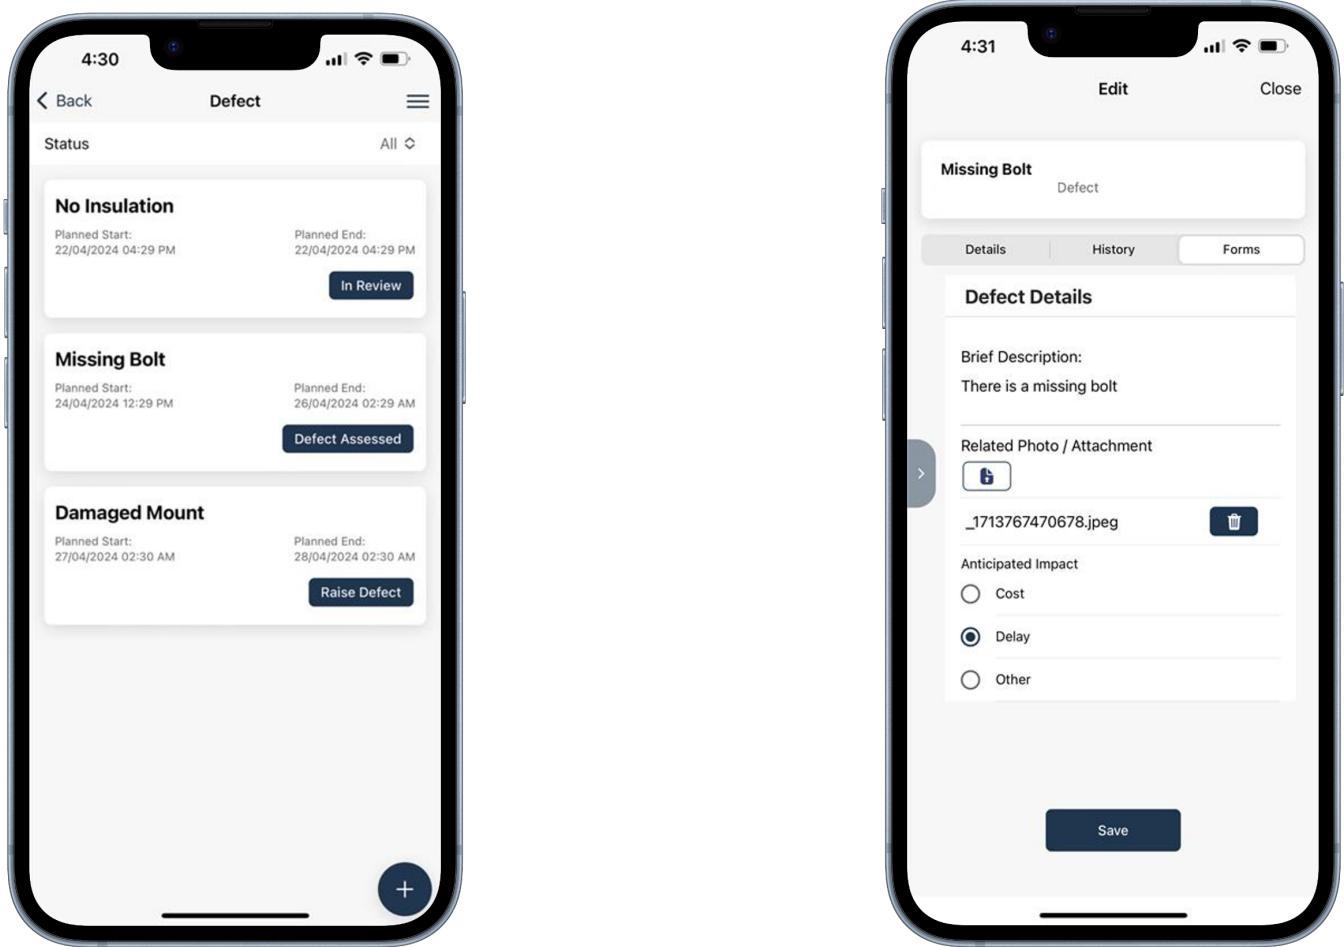 4:30
Back
Defect
Status
All
No Insulation
Planned Start:
Planned End:
22/04/2024 04:29 PM
22/04/2024 04:29 PM
In Review
Missing Bolt
Planned Start:
Planned End:
24/04/2024 12:29 PM
26/04/2024 02:29 AM
Defect Assessed
Damaged Mount
Planned Start:
Planned End:
27/04/2024 02:30 AM
28/04/2024 02:30 AM
Raise Defect
+
4:31
Edit
Close
Missing Bolt
Defect
Details
History
Forms
Defect Details
Brief Description:
There is a missing bolt
Related Photo / Attachment
_1713767470678.jpeg
Anticipated Impact
Cost
Delay
Other
Save